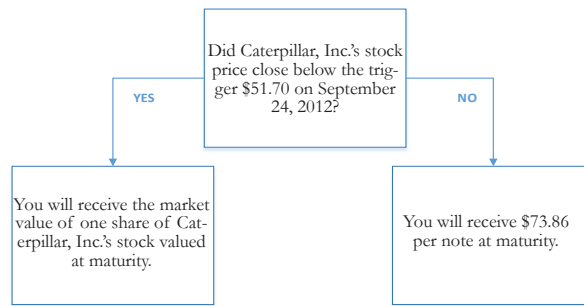 Did Caterpillar, Inc.'s stock
price close below the trig-
ger $51.70 on September
24, 2012?
YES
NO
You will receive the market
value of one share of Cat-
erpillar, Inc.'s stock valued
at maturity.
You will receive $73.86
per note at maturity.